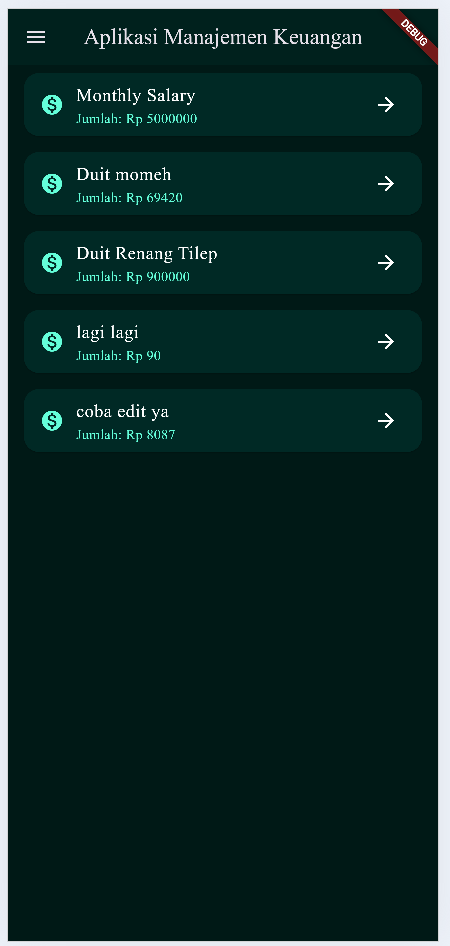 Aplikasi Manajemen Keuangan
DEBUG
Monthly Salary
Jumlah: Rp 5000000
Duit momeh
Jumlah: Rp 69420
Duit Renang Tilep
Jumlah: Rp 900000
lagi lagi
Jumlah: Rp 90
coba edit ya
Jumlah: Rp 8087